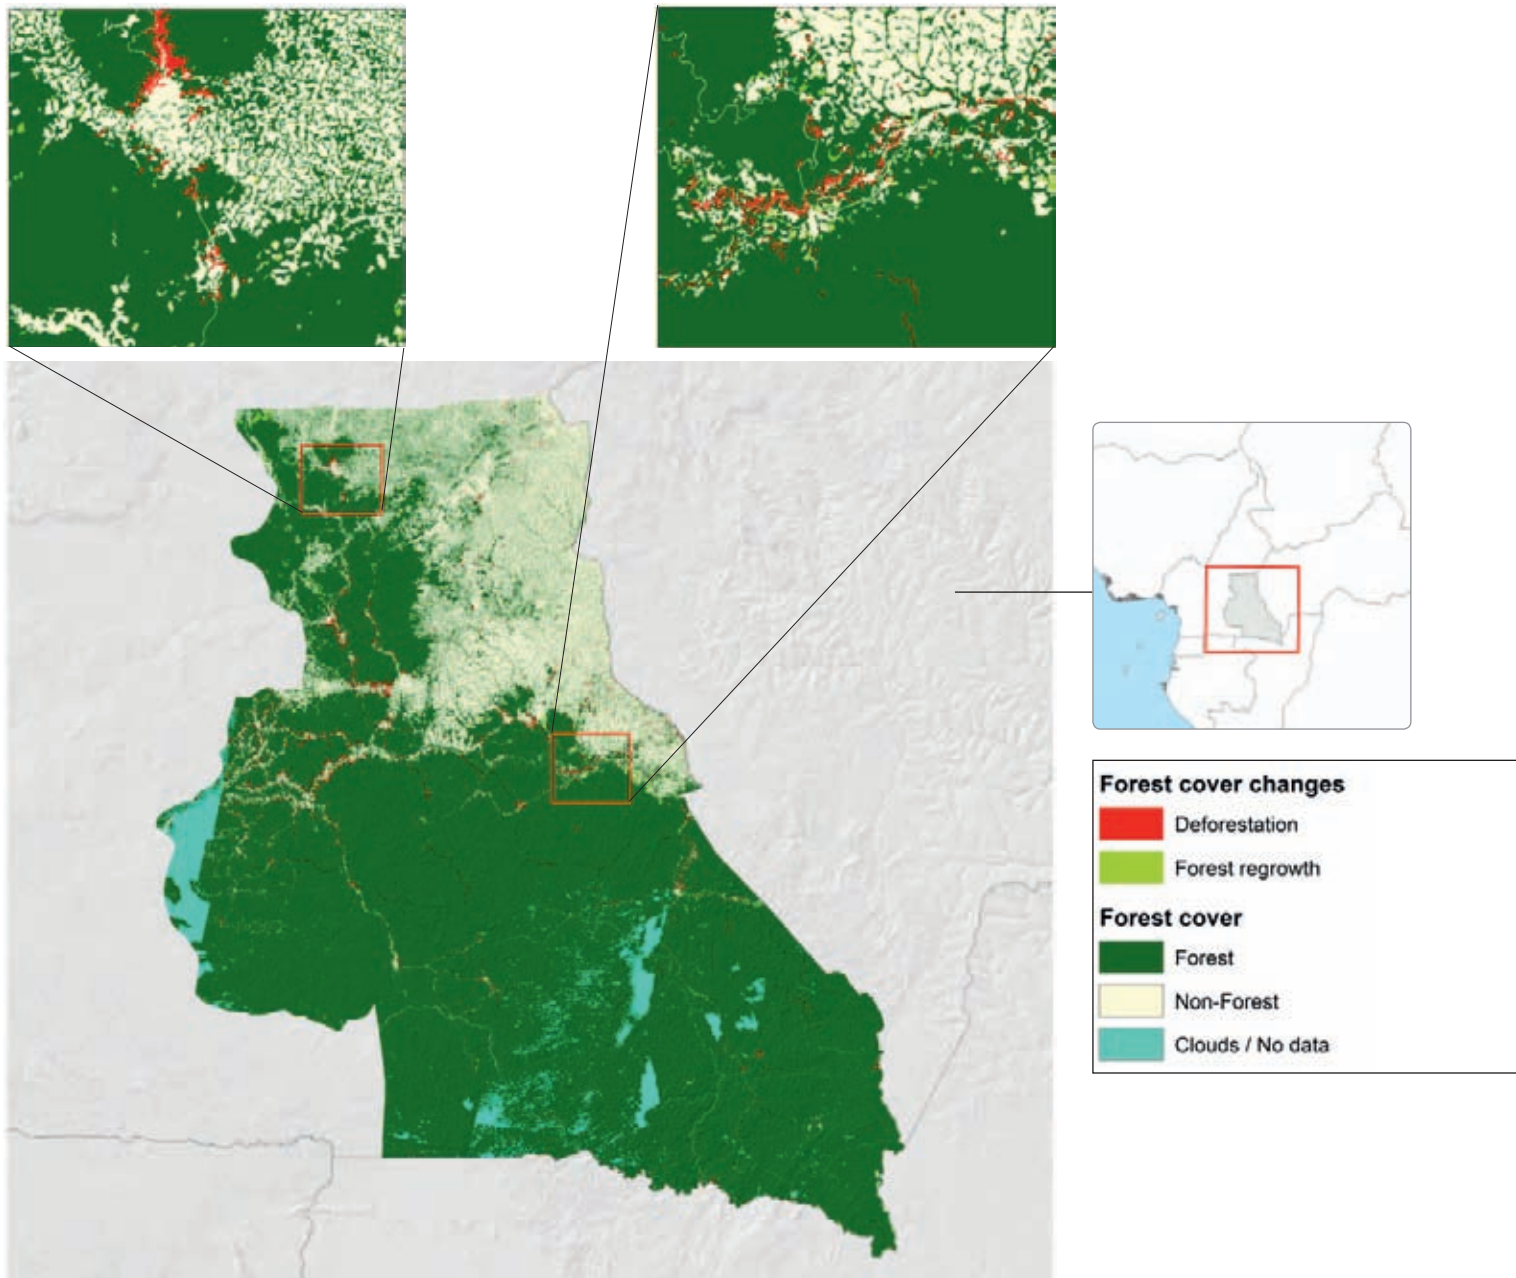 Forest cover changes
Deforestation
Forest regrowth
Forest cover
Forest
Non-Forest
Clouds / No data